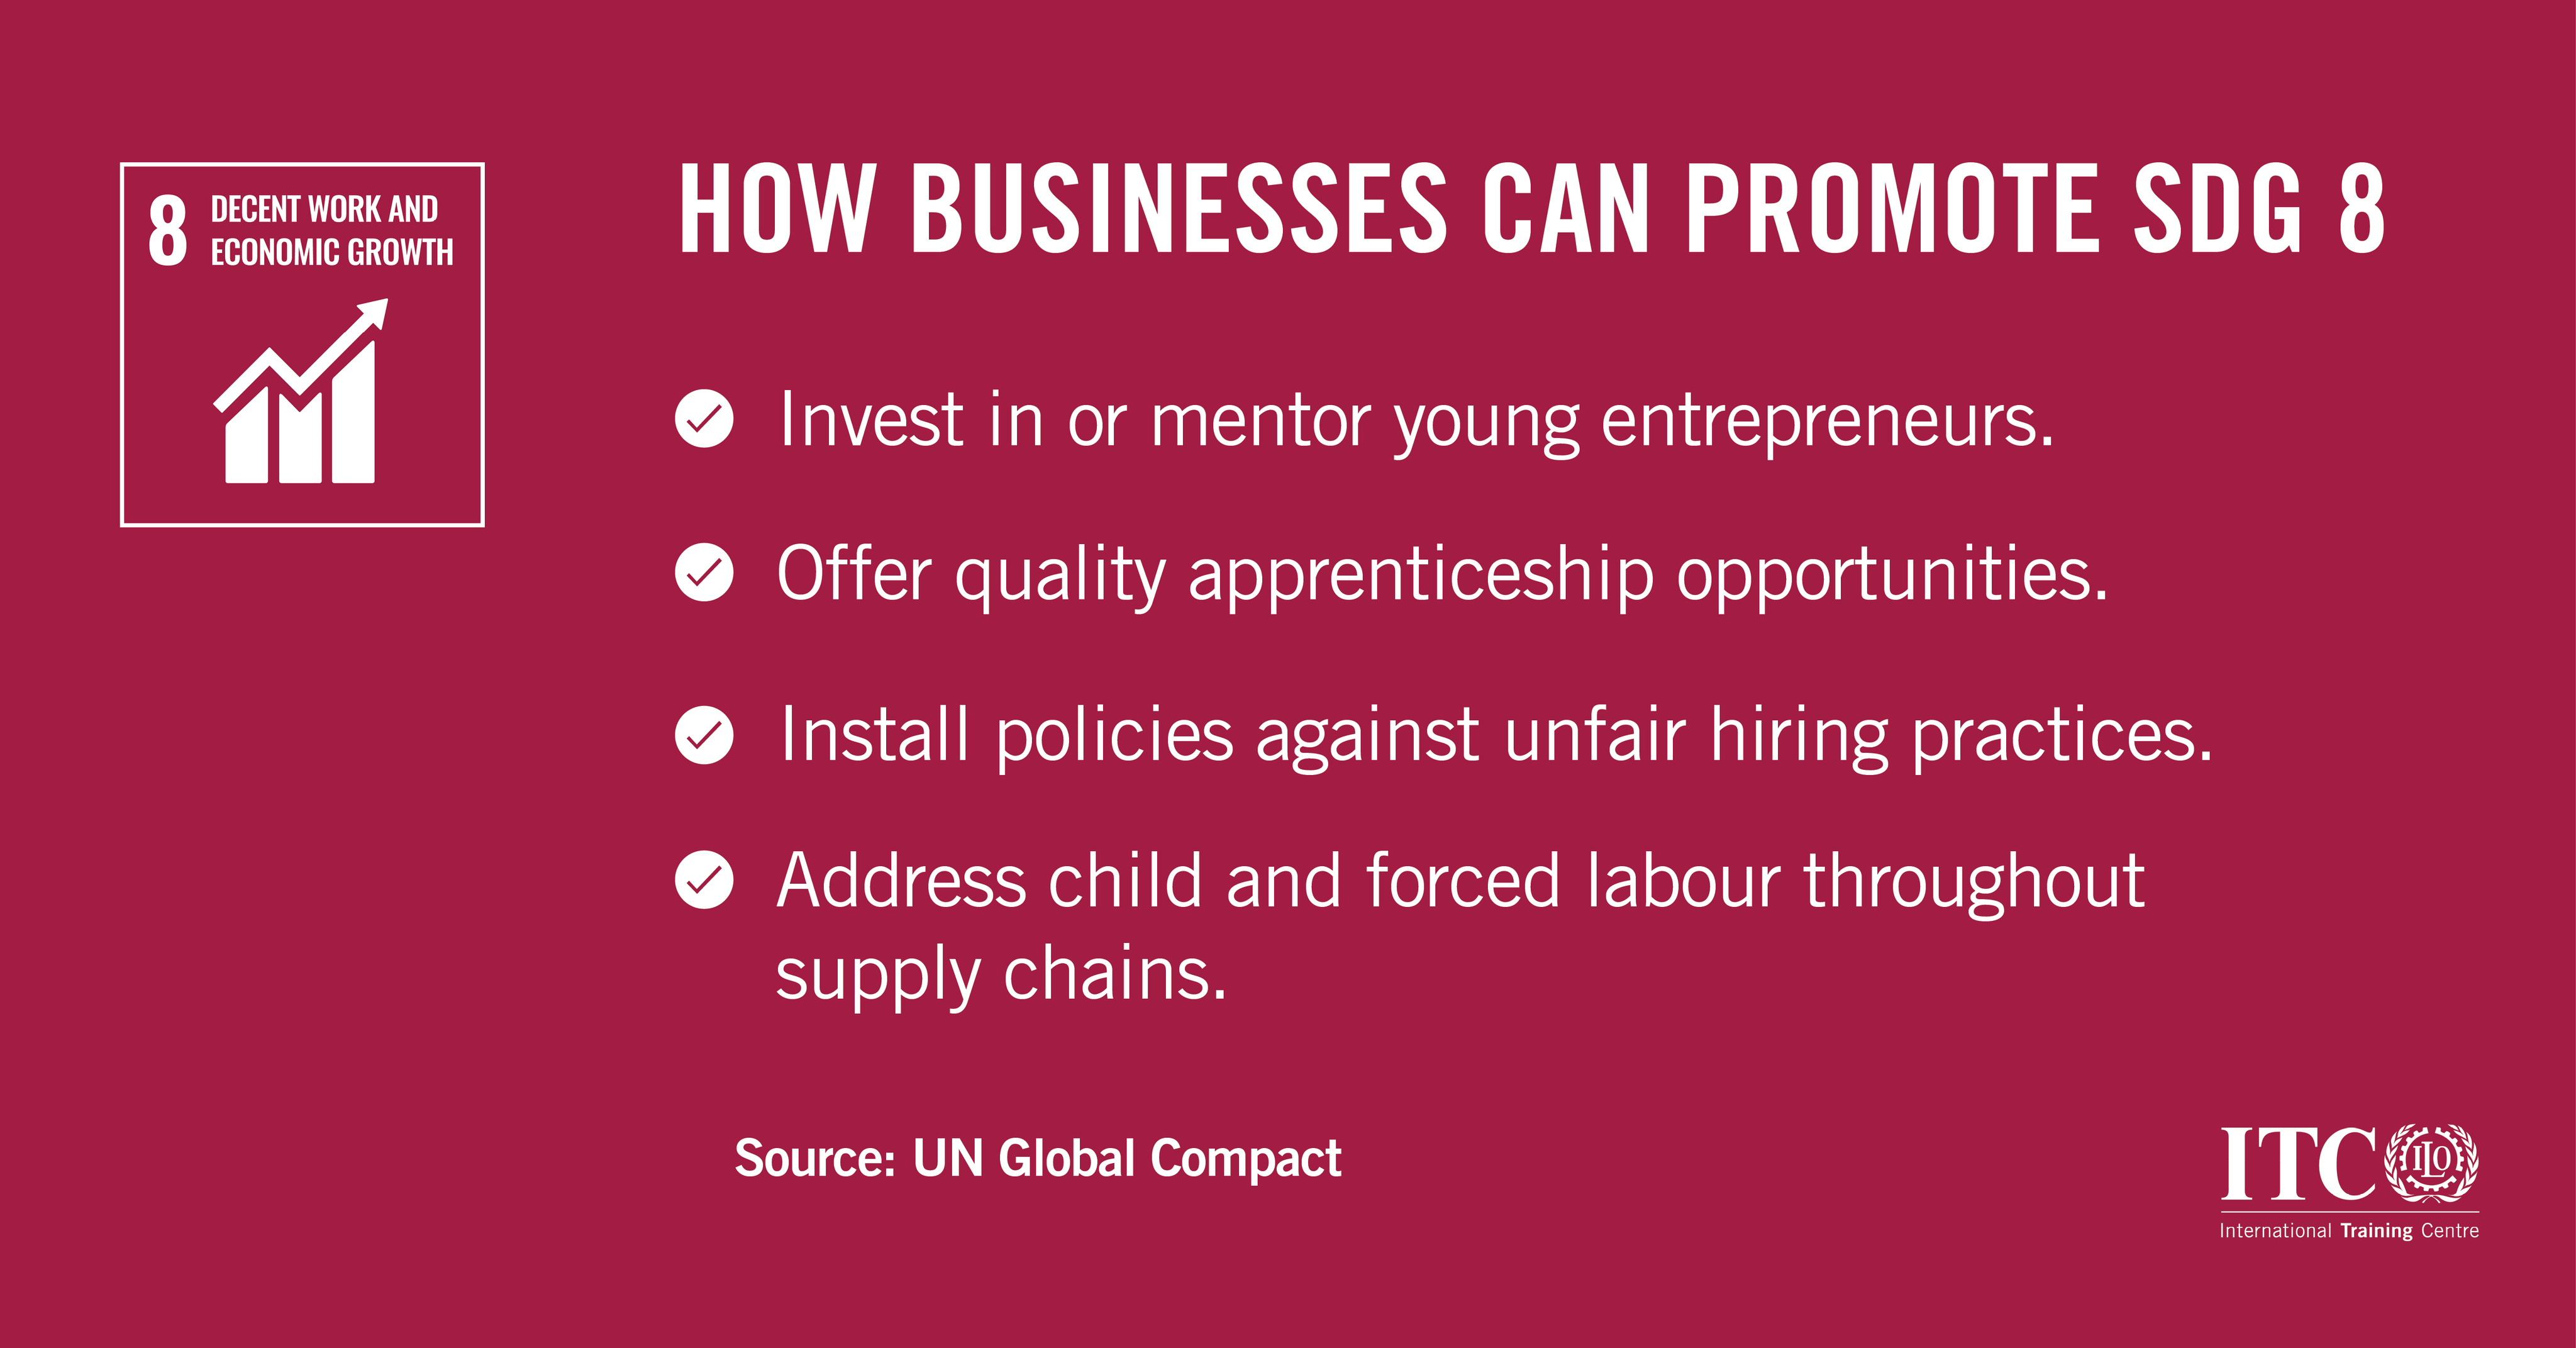 8 DECENT WORK AND
ECONOMIC GROWTH
HOW BUSINESSES CAN PROMOTE SDG 8
Invest in or mentor young entrepreneurs.
Offer quality apprenticeship opportunities.
Install policies against unfair hiring practices.
Address child and forced labour throughout
supply chains.
Source: UN Global Compact
ITC ILO
International Training Centre